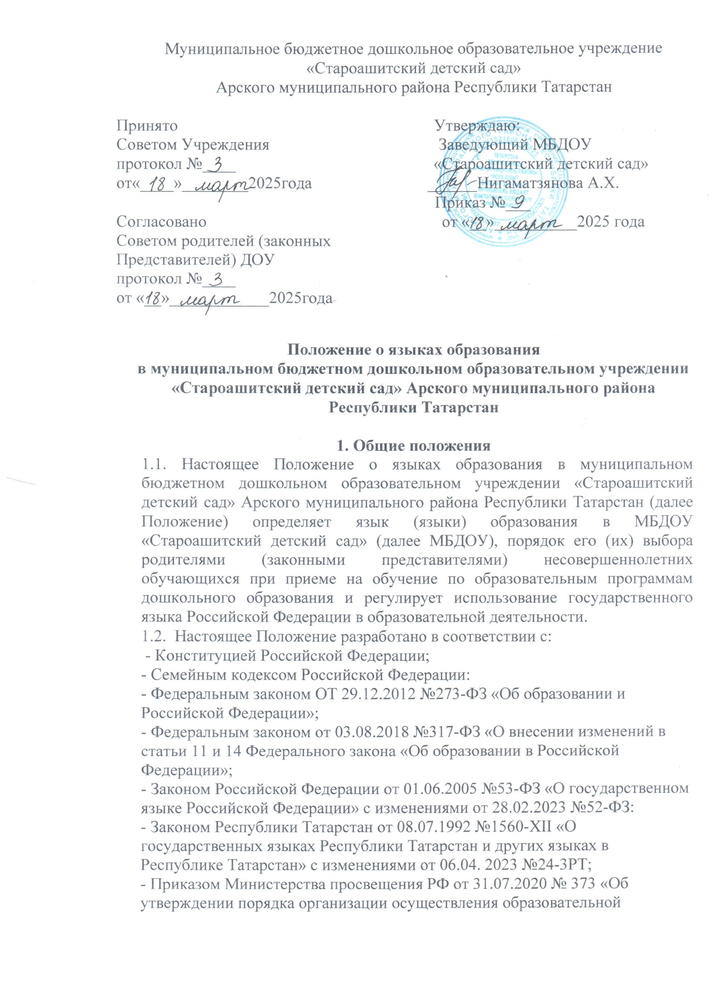 Муниципальное бюджетное дошкольное образовательное учреждение
«Староашитский детский сад»
Арского муниципального района Республики Татарстан
Принято
Советом Учреждения
протокол № 3
от« 18 » март 2025года
Согласовано
Советом родителей (законных
Представителей) ДОУ
протокол № 3
от «18» март 2025года
Утверждаю:
Заведующий МБДОУ
«Староашитский детский сад»
Нигаматзянова А.Х.
Приказ № 9
от «18» март 2025 года
Положение о языках образования
в муниципальном бюджетном дошкольном образовательном учреждении
«Староашитский детский сад» Арского муниципального района
Республики Татарстан
1. Общие положения
1.1. Настоящее Положение о языках образования в муниципальном
бюджетном дошкольном образовательном учреждении «Староашитский
детский сад» Арского муниципального района Республики Татарстан (далее
Положение) определяет язык (языки) образования в МБДОУ
«Староашитский детский сад» (далее МБДОУ), порядок его (их) выбора
родителями (законными представителями) несовершеннолетних
обучающихся при приеме на обучение по образовательным программам
дошкольного образования и регулирует использование государственного
языка Российской Федерации в образовательной деятельности.
1.2. Настоящее Положение разработано в соответствии с:
- Конституцией Российской Федерации;
- Семейным кодексом Российской Федерации:
- Федеральным законом ОТ 29.12.2012 №273-ФЗ «Об образовании и
Российской Федерации»;
- Федеральным законом от 03.08.2018 №317-ФЗ «О внесении изменений в
статьи 11 и 14 Федерального закона «Об образовании в Российской
Федерации»;
- Законом Российской Федерации от 01.06.2005 №53-ФЗ «О государственном
языке Российской Федерации» с изменениями от 28.02.2023 №52-ФЗ:
- Законом Республики Татарстан от 08.07.1992 №1560-XII «О
государственных языках Республики Татарстан и других языках в
Республике Татарстан» с изменениями от 06.04. 2023 №24-ЗРТ;
- Приказом Министерства просвещения РФ от 31.07.2020 № 373 «Об
утверждении порядка организации осуществления образовательной